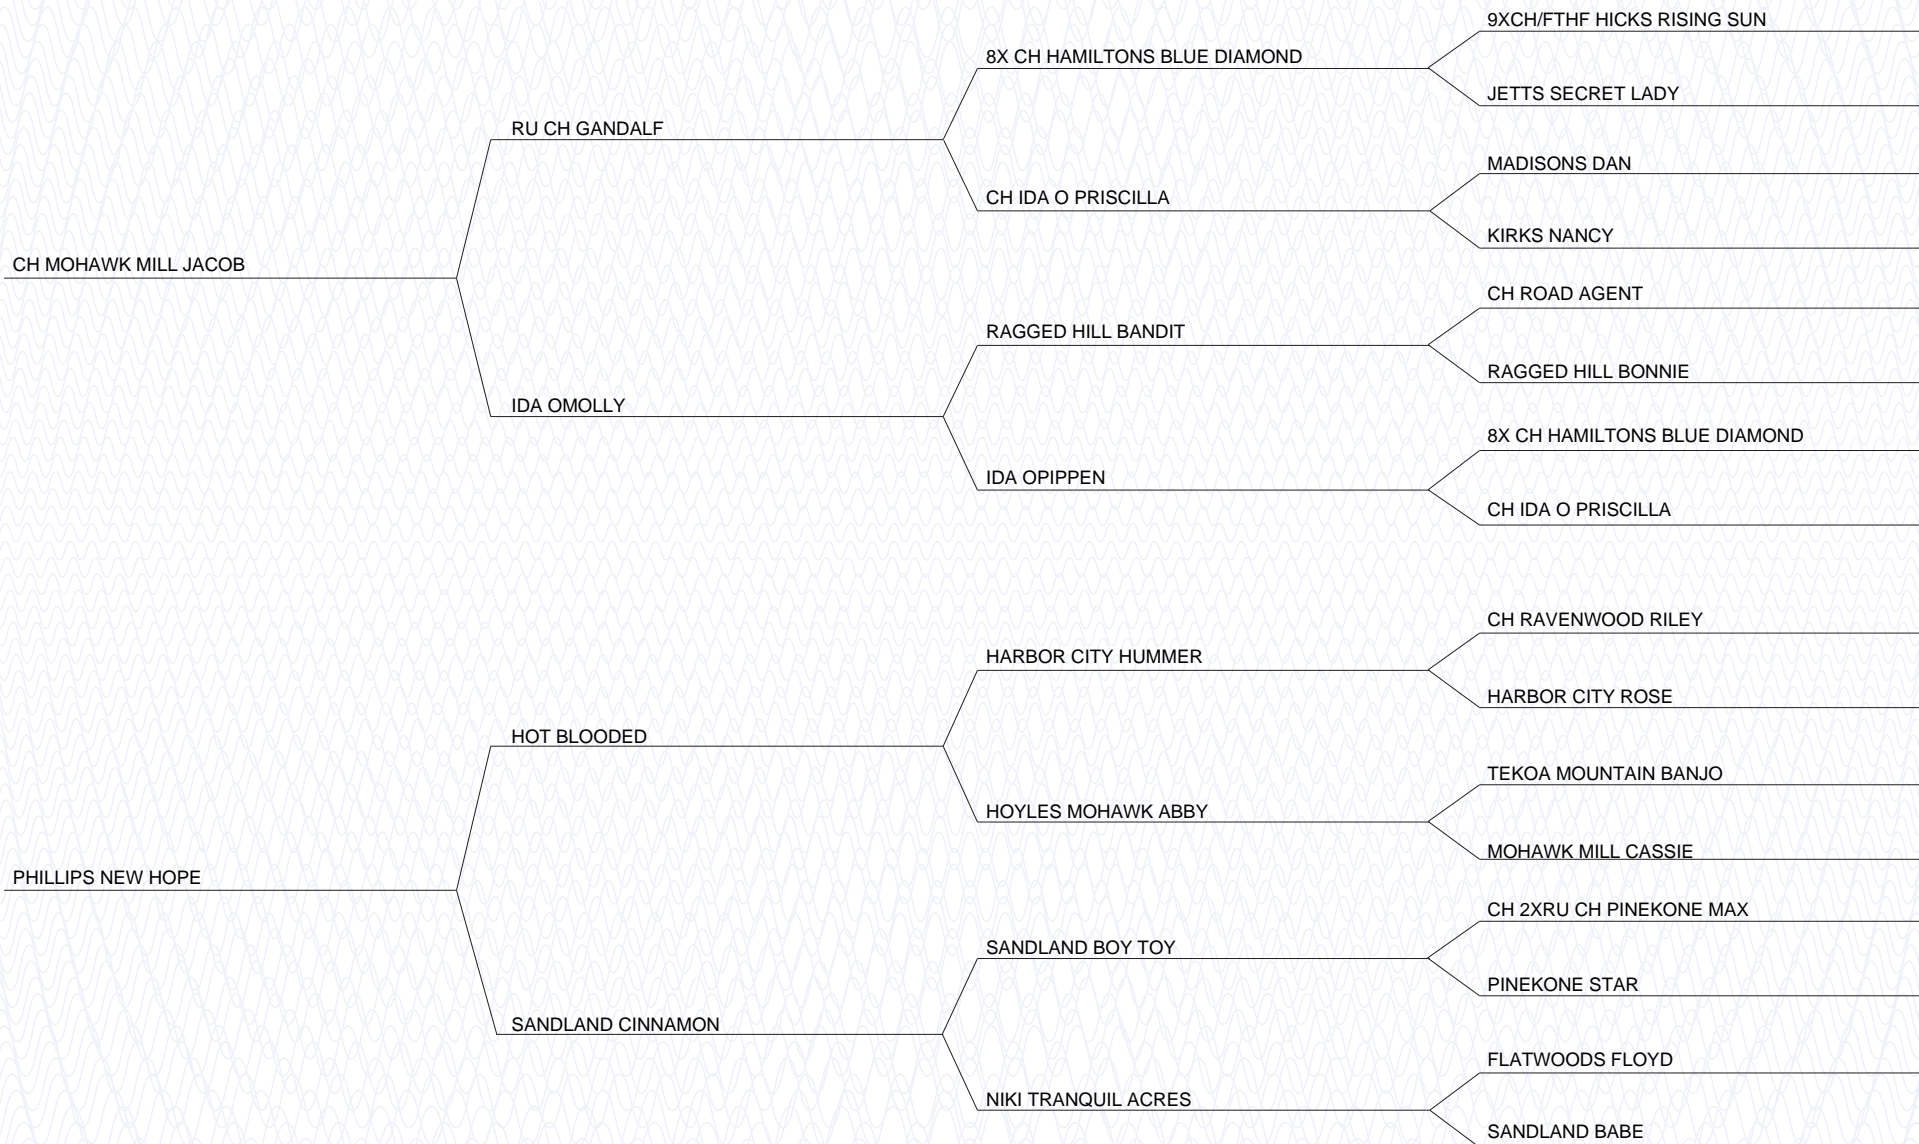 9XCH/FTHF HICKS RISING SUN
8X CH HAMILTONS BLUE DIAMOND
JETTS SECRET LADY
RU CH GANDALF
MADISONS DAN
CH IDA O PRISCILLA
KIRKS NANCY
CH MOHAWK MILL JACOB
CH ROAD AGENT
RAGGED HILL BANDIT
RAGGED HILL BONNIE
IDA OMOLLY
8X CH HAMILTONS BLUE DIAMOND
IDA OPIPPEN
CH IDA O PRISCILLA
CH RAVENWOOD RILEY
HARBOR CITY HUMMER
HARBOR CITY ROSE
HOT BLOODED
TEKOA MOUNTAIN BANJO
HOYLES MOHAWK ABBY
MOHAWK MILL CASSIE
PHILLIPS NEW HOPE
CH 2XRU CH PINEKONE MAX
SANDLAND BOY TOY
PINEKONE STAR
SANDLAND CINNAMON
FLATWOODS FLOYD
NIKI TRANQUIL ACRES
SANDLAND BABE